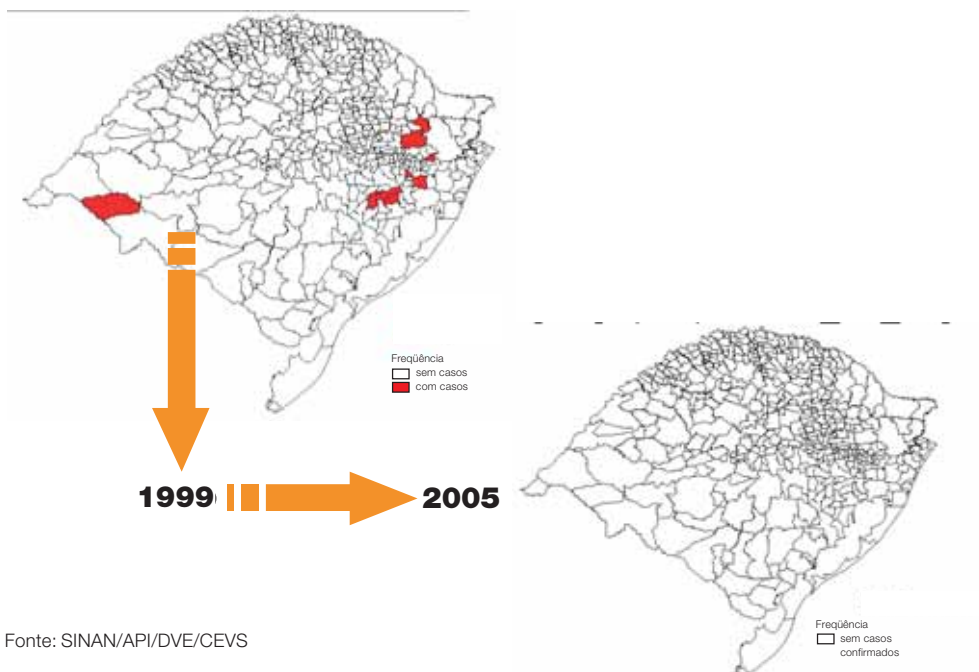 Freqüência
sem casos
com casos
1999
2005
Freqüência
sem casos
confirmados
Fonte: SINAN/API/DVE/CEVS